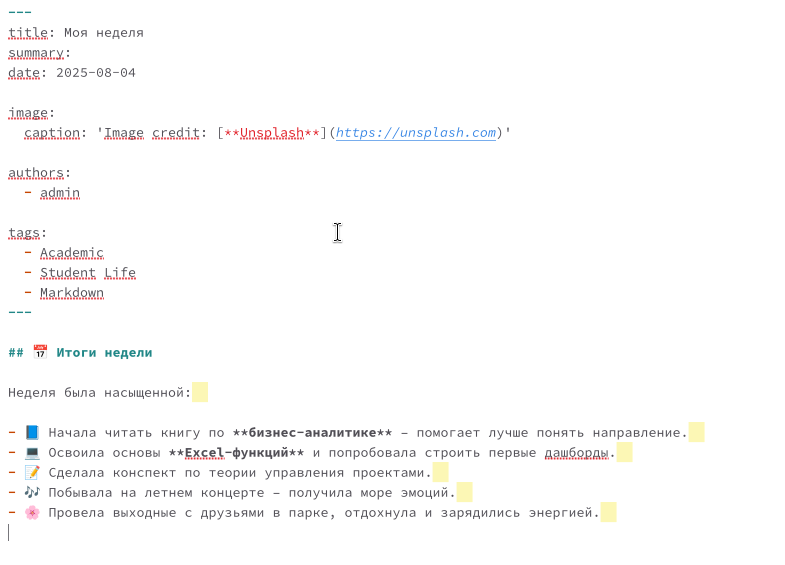 ---
title: Моя неделя
summary:
date: 2025-08-04
image:
  caption: 'Image credit: [**Unsplash**](https://unsplash.com)'
authors:
  - admin
tags:
  - Academic
  - Student Life
  - Markdown
---
## 📅 Итоги недели
Неделя была насыщенной:
- 📘 Начала читать книгу по **бизнес-аналитике** – помогает лучше понять направление.
- 💻 Освоила основы **Excel-функций** и попробовала строить первые дашборды.
- 📝 Сделала конспект по теории управления проектами.
- 🎶 Побывала на летнем концерте – получила море эмоций.
- 🌸 Провела выходные с друзьями в парке, отдохнула и зарядились энергией.